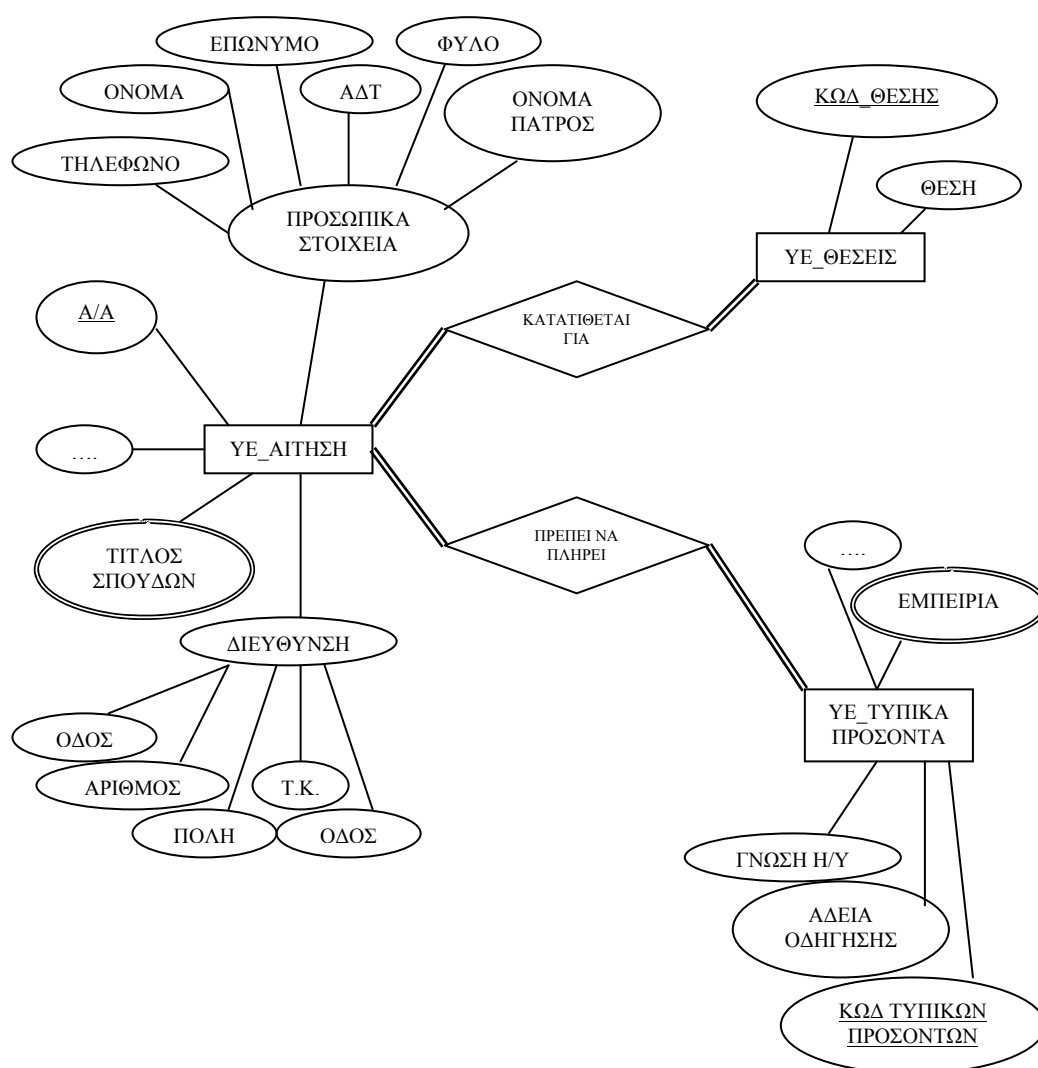 ΕΠΩΝΥΜΟ
ΦΥΛΟ
ΟΝΟΜΑ
ΑΔΤ
ΟΝΟΜΑ
ΠΑΤΡΟΣ
ΚΩΔ_ΘΕΣΗΣ
ΤΗΛΕΦΩΝΟ
ΘΕΣΗ
ΠΡΟΣΩΠΙΚΑ
ΣΤΟΙΧΕΙΑ
ΥΕ_ΘΕΣΕΙΣ
Α/Α
ΚΑΤΑΤΙΘΕΤΑΙ
ΓΙΑ
….
ΥΕ_ΑΙΤΗΣΗ
ΠΡΕΠΕΙ ΝΑ
ΠΛΗΡΕΙ
….
ΤΙΤΛΟΣ
ΣΠΟΥΔΩΝ
ΕΜΠΕΙΡΙΑ
ΔΙΕΥΘΥΝΣΗ
ΥΕ_ΤΥΠΙΚΑ
ΠΡΟΣΟΝΤΑ
ΟΔΟΣ
ΑΡΙΘΜΟΣ
Τ.Κ.
ΠΟΛΗ
ΟΔΟΣ
ΓΝΩΣΗ Η/Υ
ΑΔΕΙΑ
ΟΔΗΓΗΣΗΣ
ΚΩΔ ΤΥΠΙΚΩΝ
ΠΡΟΣΟΝΤΩΝ